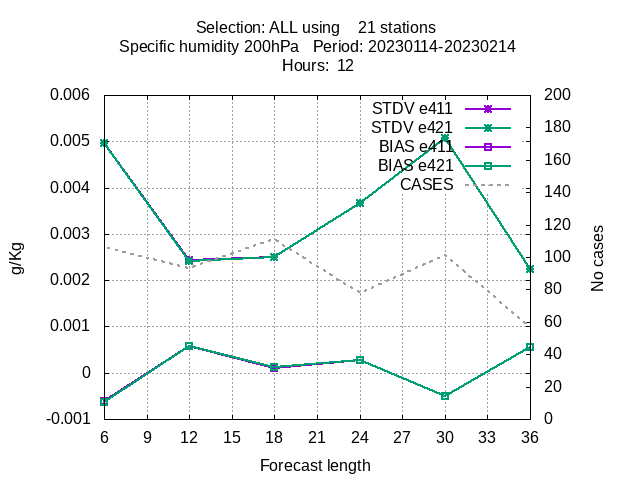 Selection: ALL using    21 stations
Specific humidity 200hPa   Period: 20230114-20230214
Hours:  12
0.006
0.005
0.004
0.003
0.002
0.001
0
-0.001
g/Kg
STDV e411
STDV e421
BIAS e411
BIAS e421
CASES
200
180
160
140
120
100
80
60
40
20
0
No cases
6 9 12 15 18 21 24 27 30 33 36
Forecast length